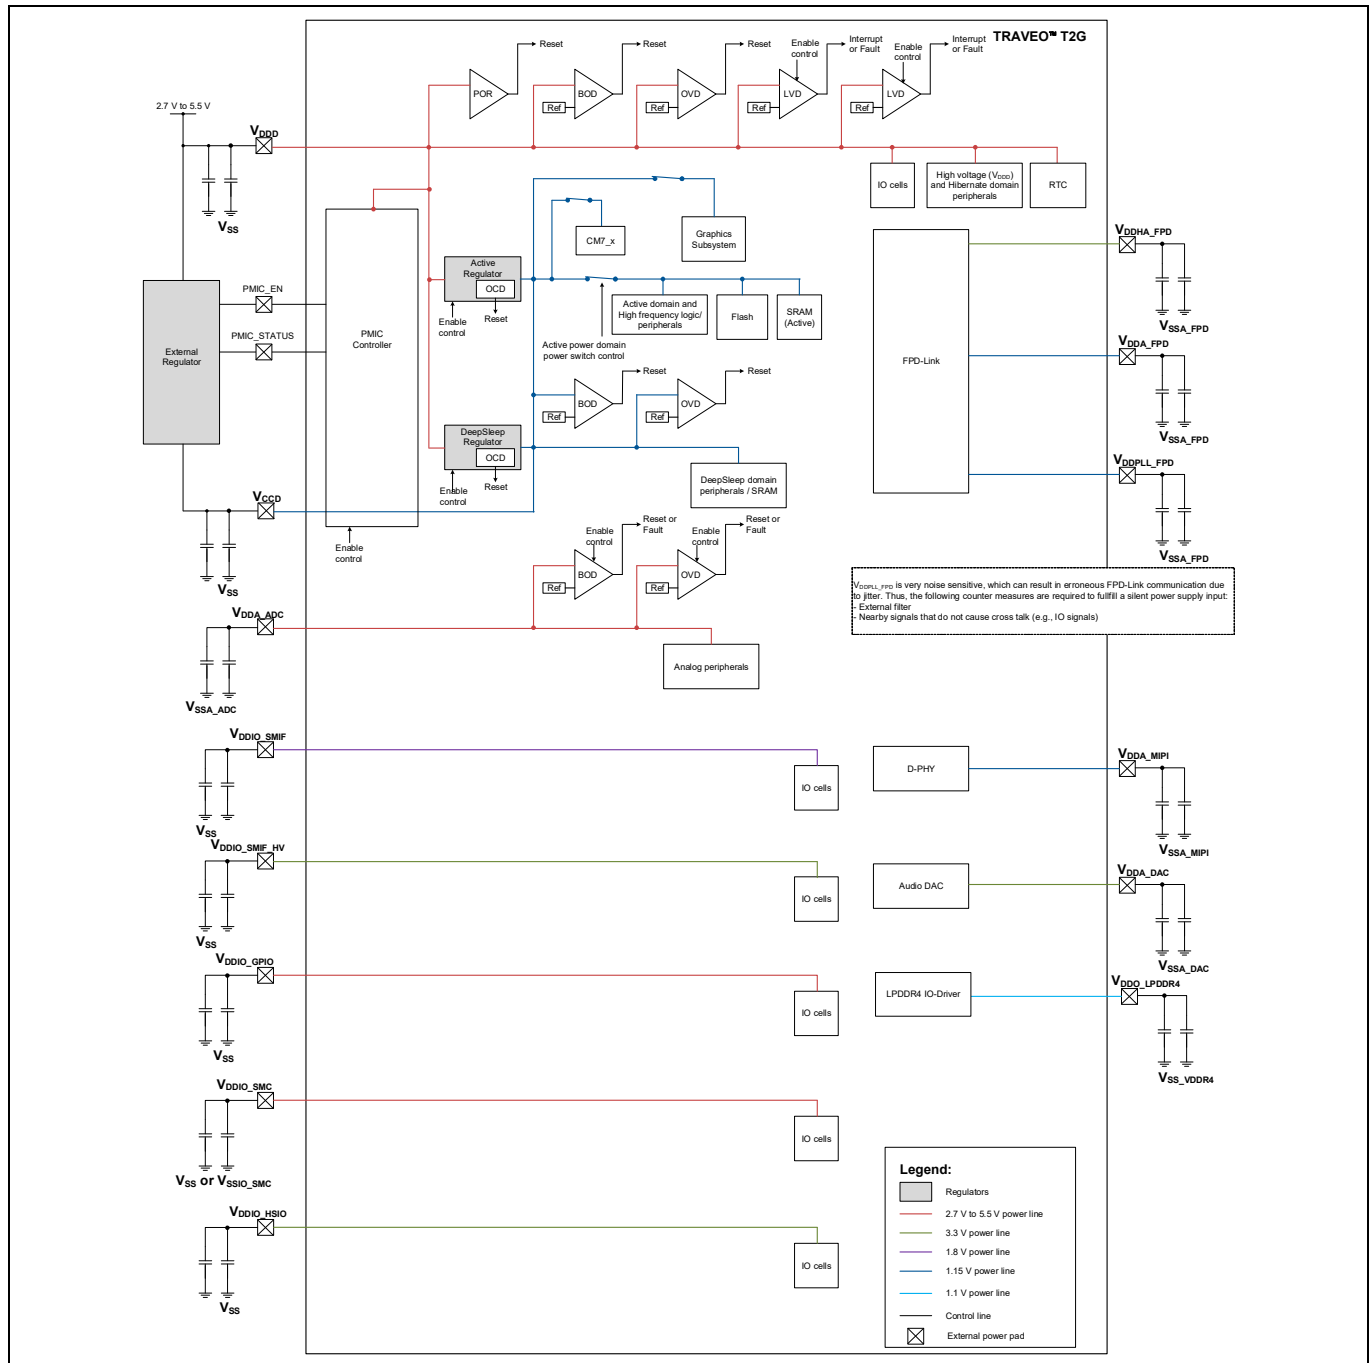 TRAVEO™ T2G
Reset
Reset
Reset
Enable
control
Interrupt
or Fault
Enable
control
Interrupt
or Fault
POR
BOD
Ref
OVD
Ref
LVD
Ref
LVD
Ref
2.7 V to 5.5 V
VDDD
VSS
IO cells
High voltage (VDDD)
and Hibernate domain
peripherals
RTC
CM7_x
Graphics
Subsystem
Active
Regulator
OCD
Enable
control
Reset
Active domain and
High frequency logic/
peripherals
Flash
SRAM
(Active)
Active power domain
power switch control
PMIC_EN
PMIC_STATUS
External
Regulator
PMIC
Controller
Enable
control
BOD
Ref
Reset
OVD
Ref
Reset
DeepSleep
Regulator
OCD
Enable
control
Reset
DeepSleep domain
peripherals / SRAM
VCCD
VSS
Enable
control
Reset or
Fault
BOD
Ref
Enable
control
Reset or
Fault
OVD
Ref
VDDA_ADC
VSSA_ADC
Analog peripherals
FPD-Link
VDDHA_FPD
VSSA_FPD
VDDA_FPD
VSSA_FPD
VDDPLL_FPD
VSSA_FPD
VDDPLL_FPD is very noise sensitive, which can result in erroneous FPD-Link communication due
to jitter. Thus, the following counter measures are required to fullfill a silent power supply input:
- External filter
- Nearby signals that do not cause cross talk (e.g., IO signals)
VDDIO_SMIF
VSS
IO cells
D-PHY
VDDA_MIPI
VSSA_MIPI
VDDIO_SMIF_HV
VSS
IO cells
Audio DAC
VDDA_DAC
VSSA_DAC
VDDIO_GPIO
VSS
IO cells
LPDDR4 IO-Driver
VDDO_LPDDR4
VSS_VDDR4
VDDIO_SMC
VSS or VSSIO_SMC
IO cells
VDDIO_HSIO
VSS
IO cells
Legend:
Regulators
2.7 V to 5.5 V power line
3.3 V power line
1.8 V power line
1.15 V power line
1.1 V power line
Control line
External power pad